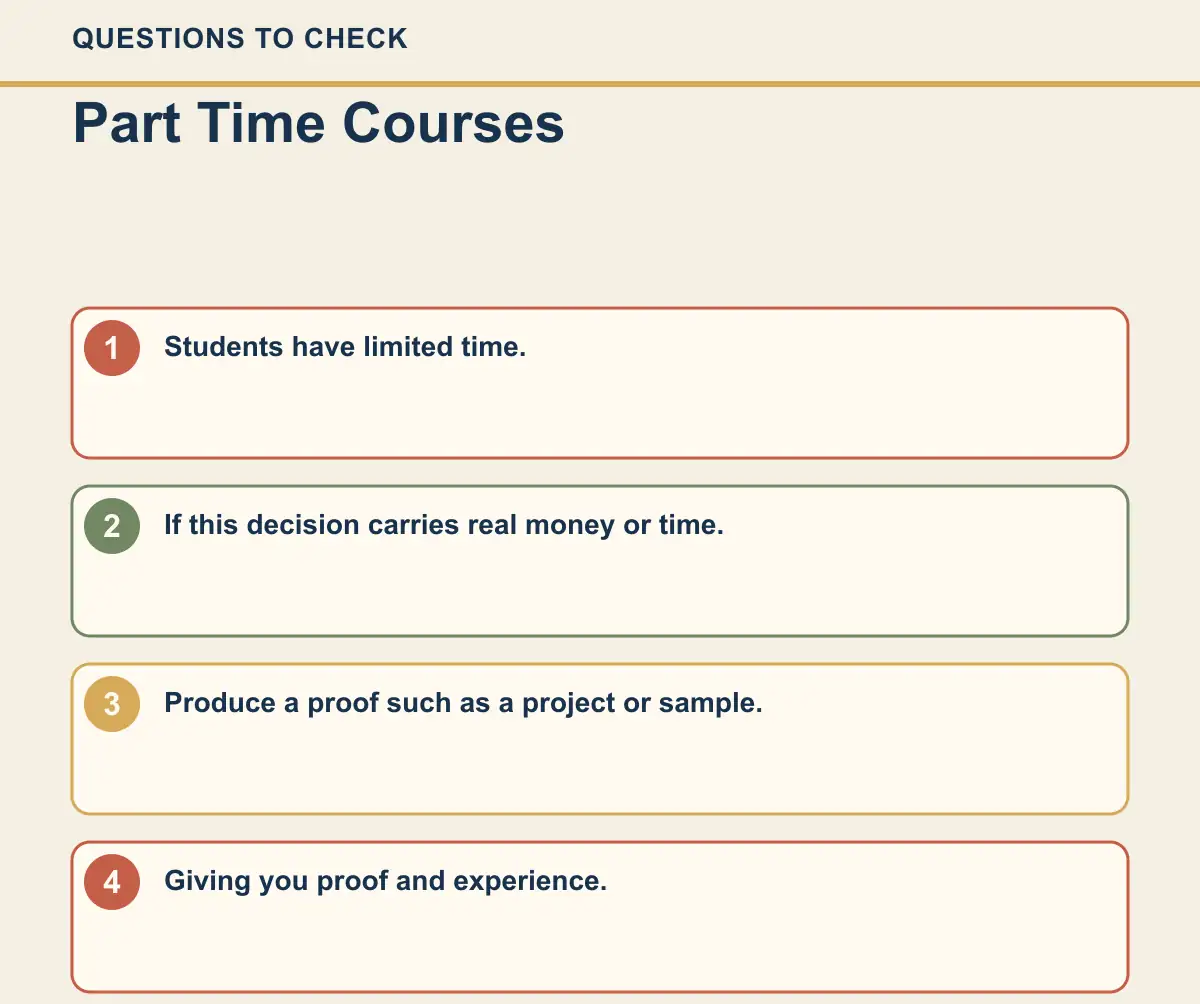 QUESTIONS TO CHECK
Part Time Courses
1 Students have limited time.
2 If this decision carries real money or time.
3 Produce a proof such as a project or sample.
4 Giving you proof and experience.